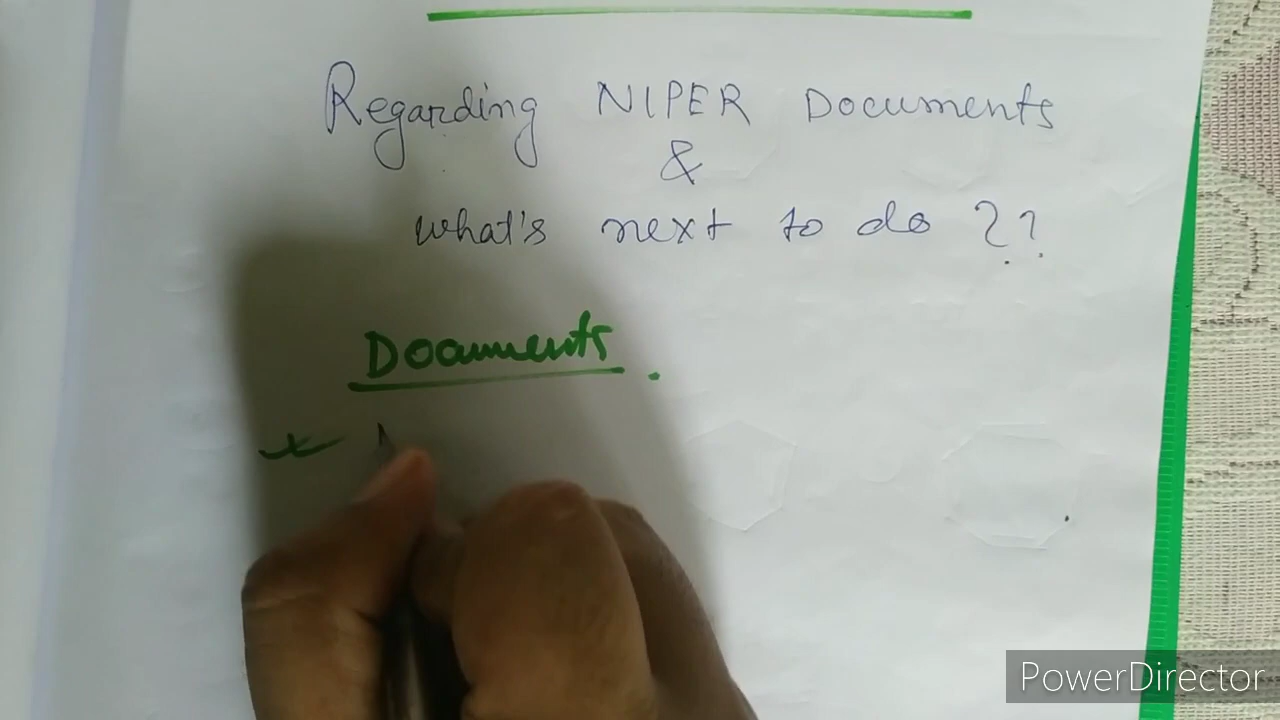 Regarding NIPER Documents
&
what's next to do ??
Documents
PowerDirector